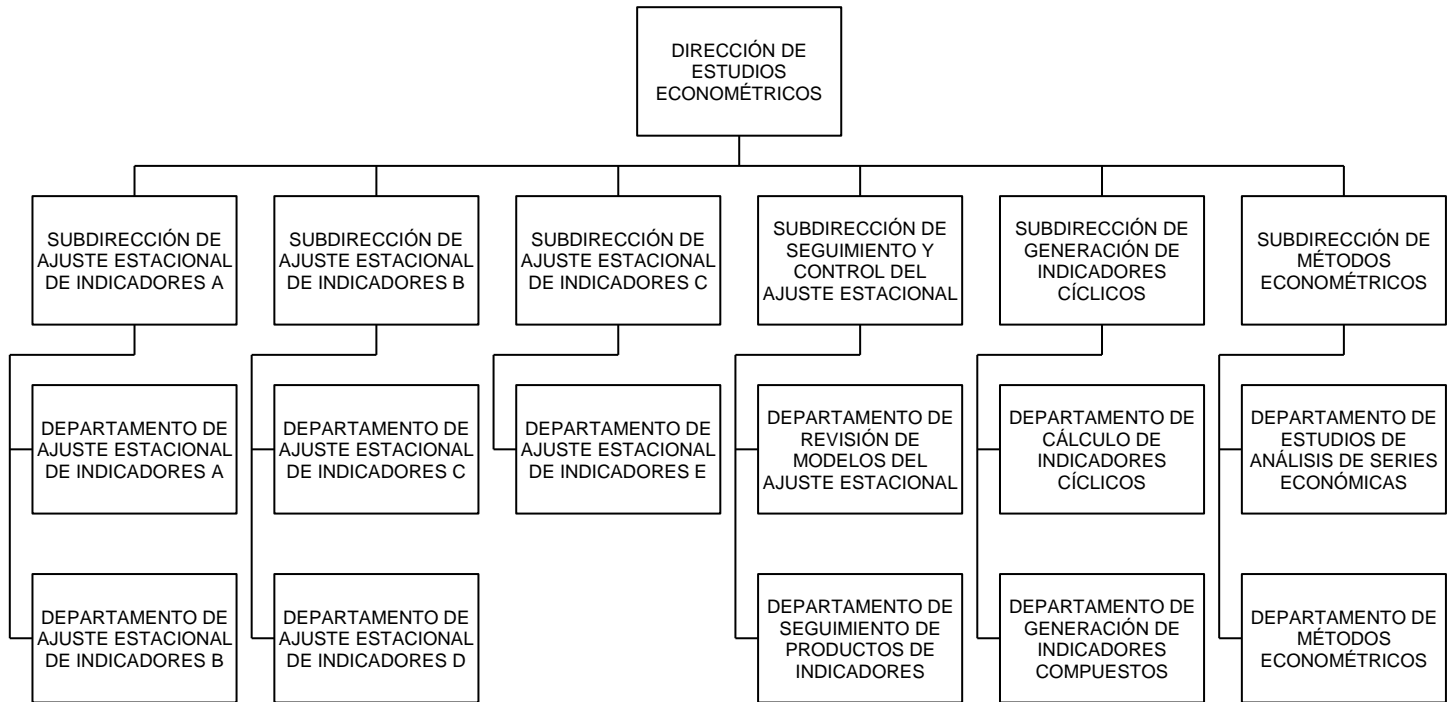 DIRECCIÓN DE
ESTUDIOS
ECONOMÉTRICOS
SUBDIRECCIÓN DE
AJUSTE ESTACIONAL
DE INDICADORES A
SUBDIRECCIÓN DE
AJUSTE ESTACIONAL
DE INDICADORES B
SUBDIRECCIÓN DE
AJUSTE ESTACIONAL
DE INDICADORES C
SUBDIRECCIÓN DE
SEGUIMIENTO Y
CONTROL DEL
AJUSTE ESTACIONAL
SUBDIRECCIÓN DE
GENERACIÓN DE
INDICADORES
CÍCLICOS
SUBDIRECCIÓN DE
MÉTODOS
ECONOMÉTRICOS
DEPARTAMENTO DE
AJUSTE ESTACIONAL
DE INDICADORES A
DEPARTAMENTO DE
AJUSTE ESTACIONAL
DE INDICADORES C
DEPARTAMENTO DE
AJUSTE ESTACIONAL
DE INDICADORES E
DEPARTAMENTO DE
REVISIÓN DE
MODELOS DEL
AJUSTE ESTACIONAL
DEPARTAMENTO DE
CÁLCULO DE
INDICADORES
CÍCLICOS
DEPARTAMENTO DE
ESTUDIOS DE
ANÁLISIS DE SERIES
ECONÓMICAS
DEPARTAMENTO DE
AJUSTE ESTACIONAL
DE INDICADORES B
DEPARTAMENTO DE
AJUSTE ESTACIONAL
DE INDICADORES D
DEPARTAMENTO DE
SEGUIMIENTO DE
PRODUCTOS DE
INDICADORES
DEPARTAMENTO DE
GENERACIÓN DE
INDICADORES
COMPUESTOS
DEPARTAMENTO DE
MÉTODOS
ECONOMÉTRICOS